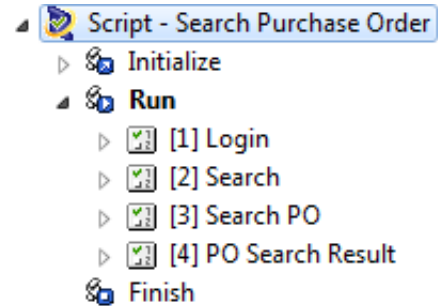 Script - Search Purchase Order
Initialize
Run
[1] Login
[2] Search
[3] Search PO
[4] PO Search Result
Finish